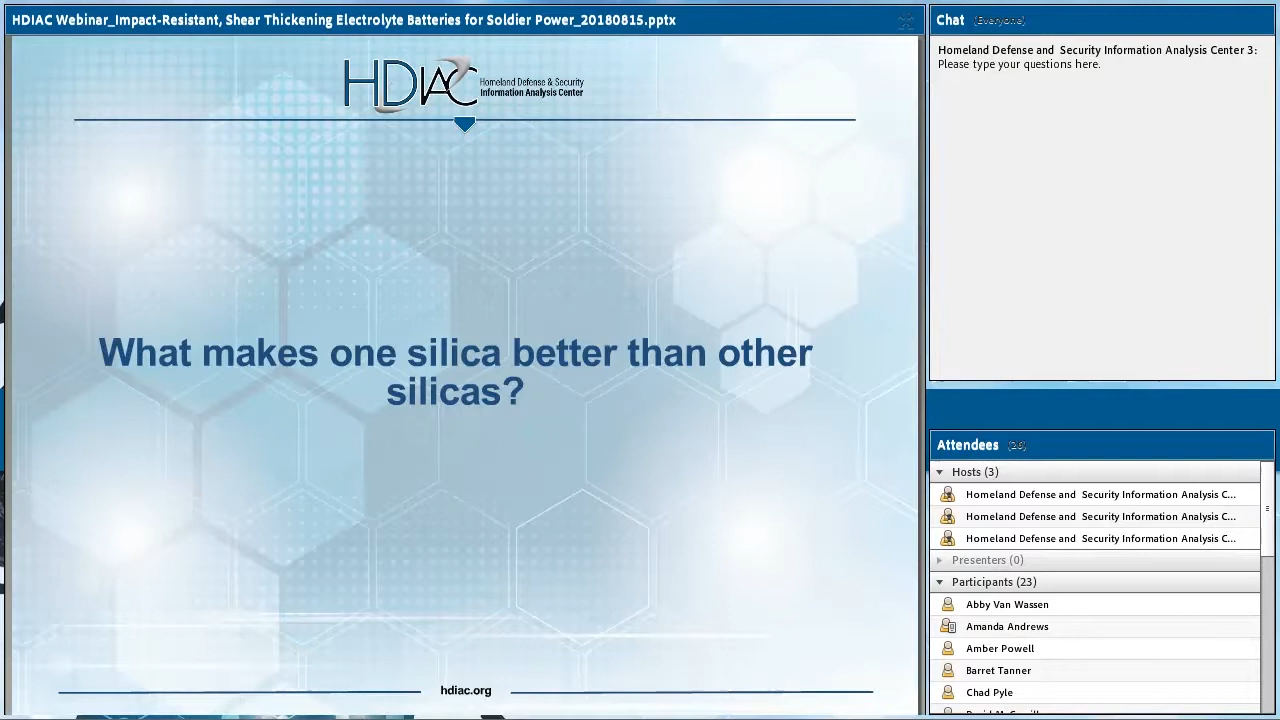 HDIAC Webinar_Impact-Resistant, Shear Thickening Electrolyte Batteries for Soldier Power_20180815.pptx
HDIAC Homeland Defense & Security
Information Analysis Center
What makes one silica better than other
silicas?
hdiac.org
Chat (Everyone)
Homeland Defense and Security Information Analysis Center 3:
Please type your questions here.
Attendees (26)
Hosts (3)
Homeland Defense and Security Information Analysis C...
Homeland Defense and Security Information Analysis C...
Homeland Defense and Security Information Analysis C...
Presenters (0)
Participants (23)
Abby Van Wassen
Amanda Andrews
Amber Powell
Barret Tanner
Chad Pyle